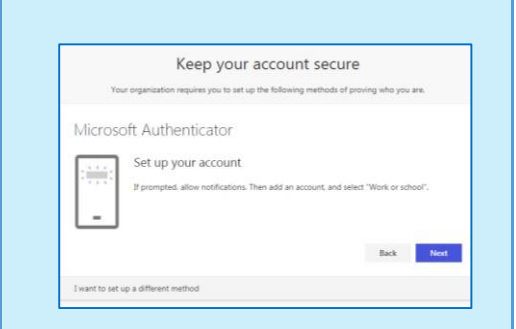 Keep your account secure
Your organization requires you to set up the following methods of proving who you are.
Microsoft Authenticator
Set up your account
If prompted, allow notifications. Then add an account, and select "Work or school".
Back Next
I want to set up a different method